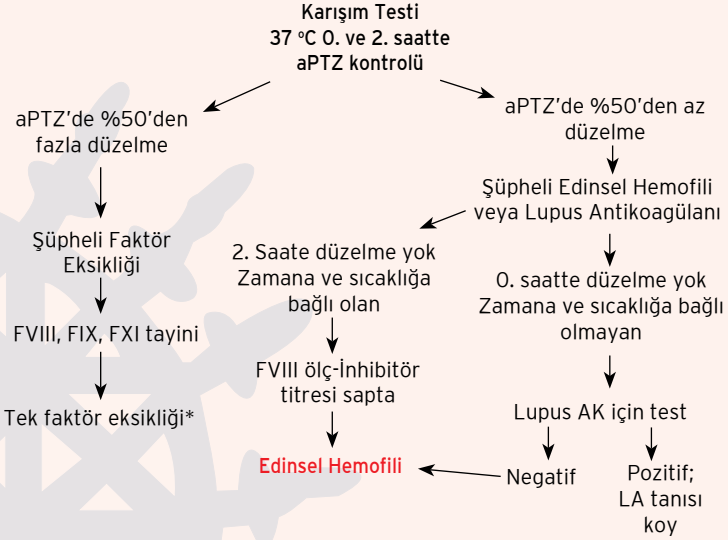 Karışım Testi
37 ºC 0. ve 2. saatte
aPTZ kontrolü
aPTZ'de %50'den
fazla düzelme
Şüpheli Faktör
Eksikliği
FVIII, FIX, FXI tayini
Tek faktör eksikliği*
aPTZ'de %50'den az
düzelme
Şüpheli Edinsel Hemofili
veya Lupus Antikoagülanı
2. Saate düzelme yok
Zamana ve sıcaklığa
bağlı olan
FVIII ölç-İnhibitör
titresi sapta
Edinsel Hemofili
0. saatte düzelme yok
Zamana ve sıcaklığa bağlı
olmayan
Lupus AK için test
Negatif
Pozitif;
LA tanısı
koy